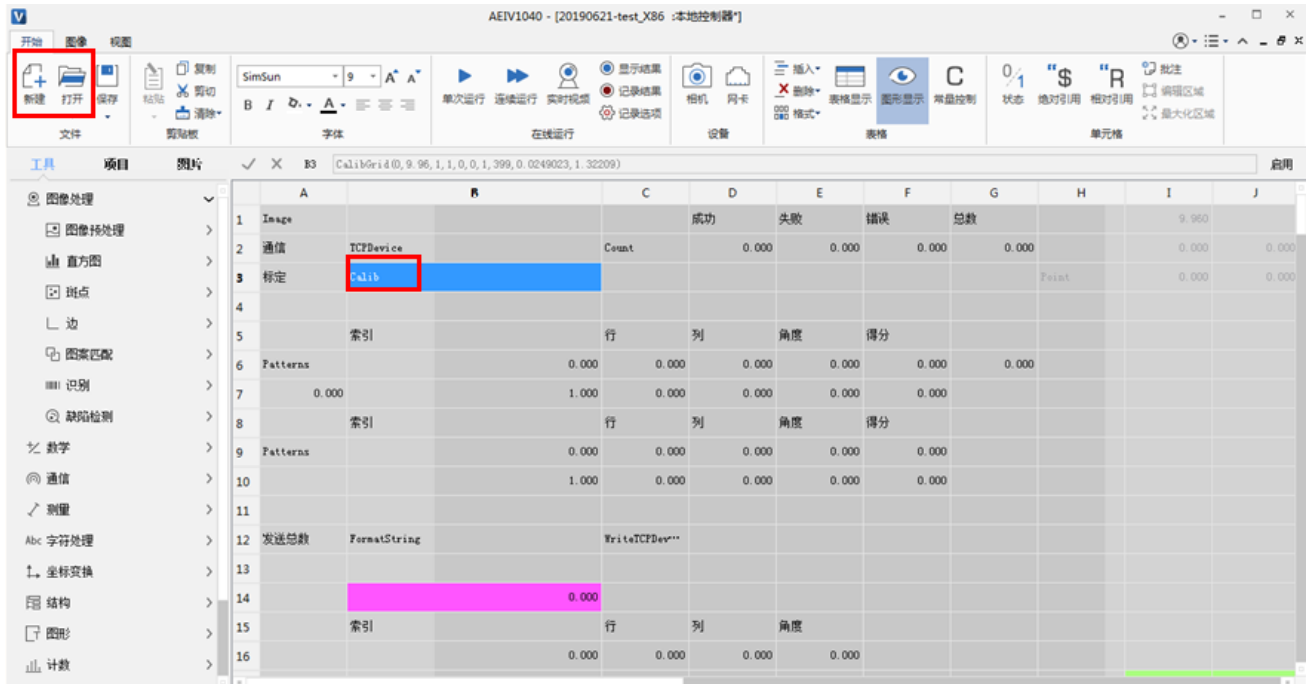 AEIV1040 - [20190621-test_X86 :本地控制器*]
开始 图像 视图
新建 打开 保存 粘贴 复制 剪切 清除 SimSun 9 A A 单次运行 连续运行 实时视频 显示结果 记录结果 记录选项 相机 网卡 插入 删除 格式 表格显示 图形显示 C 常量控制 0/1 状态 "$ 绝对引用 "R 相对引用 批注 编辑区域 最大化区域
B I A
文件 剪贴板 字体 在线运行 设备 表格 单元格
工具 项目 图片 B3 CalibGrid(0,9.96,1,1,0,0,1,399,0.0249023,1.32209) 启用
图像处理
图像预处理
直方图
斑点
边
图案匹配
识别
缺陷检测
数学
通信
测量
Abc 字符处理
坐标变换
结构
图形
计数
A B C D E F G H I J
1 Image 成功 失败 错误 总数 9.960
2 通信 TCPDevice Count 0.000 0.000 0.000 0.000 0.000 0.000
3 标定 Calib Point 0.000 0.000
4
5 索引 行 列 角度 得分
6 Patterns 0.000 0.000 0.000 0.000 0.000 0.000
7 0.000 1.000 0.000 0.000 0.000 0.000
8 索引 行 列 角度 得分
9 Patterns 0.000 0.000 0.000 0.000 0.000
10 1.000 0.000 0.000 0.000 0.000
11
12 发送总数 FormatString WriteTCPDev…
13
14 0.000
15 索引 行 列 角度
16 0.000 0.000 0.000 0.000